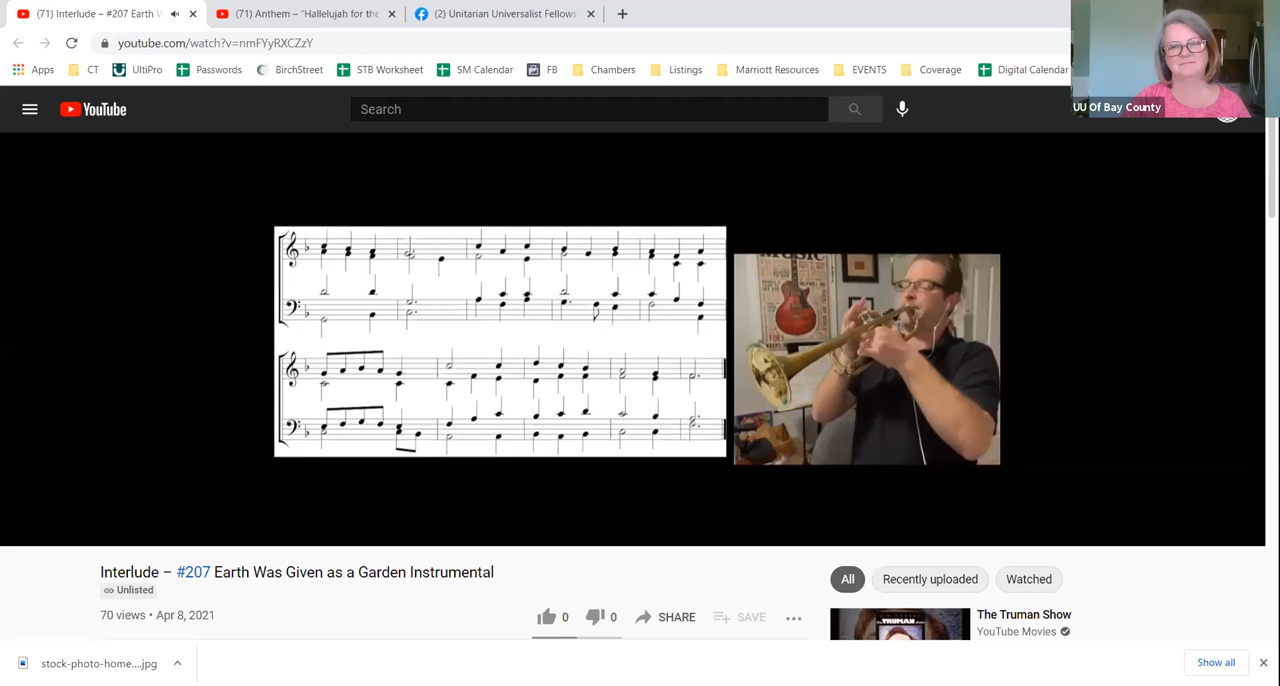 (71) Interlude – #207 Earth W
(71) Anthem – "Hallelujah for the
(2) Unitarian Universalist Fellows
youtube.com/watch?v=nmFYyRXCZzY
Apps CT UltiPro Passwords BirchStreet STB Worksheet SM Calendar FB Chambers Listings Marriott Resources EVENTS Coverage Digital Calendar
UU Of Bay County
YouTube
Search
MUSIC
Interlude – #207 Earth Was Given as a Garden Instrumental
Unlisted
70 views • Apr 8, 2021
0 0 SHARE SAVE
All Recently uploaded Watched
TRUMAN
The Truman Show
YouTube Movies
stock-photo-home....jpg
Show all